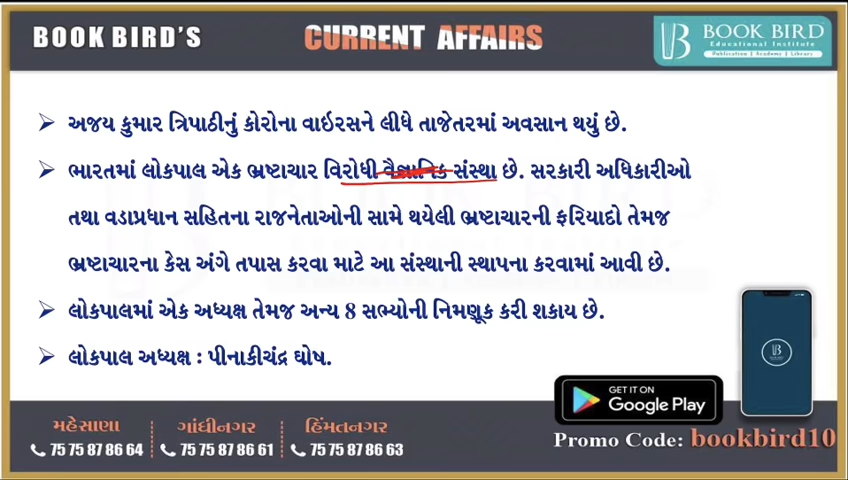 BOOK BIRD'S
CURRENT AFFAIRS
BOOK BIRD
Educational Institute
Publication | Academy | Library
અજય કુમાર ત્રિપાઠીનું કોરોના વાઇરસને લીધે તાજેતરમાં અવસાન થયું છે.
ભારતમાં લોકપાલ એક ભ્રષ્ટાચાર વિરોધી વૈજ્ઞાનિક સંસ્થા છે. સરકારી અધિકારીઓ
તથા વડાપ્રધાન સહિતના રાજનેતાઓની સામે થયેલી ભ્રષ્ટાચારની ફરિયાદો તેમજ
ભ્રષ્ટાચારના કેસ અંગે તપાસ કરવા માટે આ સંસ્થાની સ્થાપના કરવામાં આવી છે.
લોકપાલમાં એક અધ્યક્ષ તેમજ અન્ય 8 સભ્યોની નિમણૂક કરી શકાય છે.
લોકપાલ અધ્યક્ષ : પીનાકીચંદ્ર ઘોષ.
GET IT ON
Google Play
મહેસાણા
75 75 87 86 64
ગાંધીનગર
75 75 87 86 61
હિંમતનગર
75 75 87 86 63
Promo Code: bookbird10